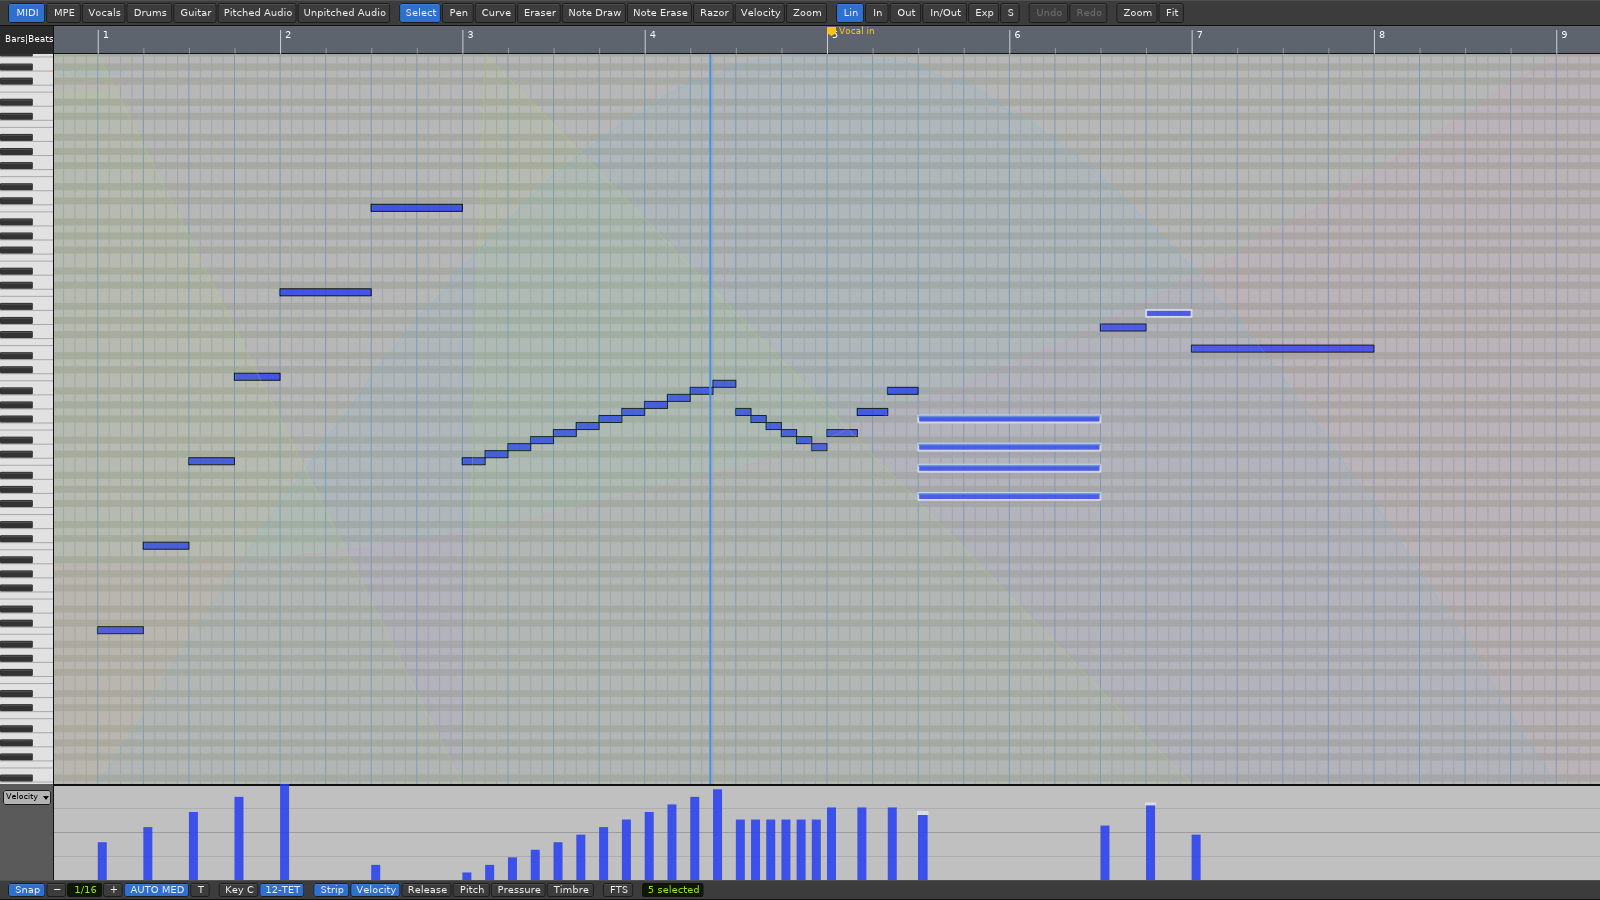 MIDI MPE Vocals Drums Guitar Pitched Audio Unpitched Audio Select Pen Curve Eraser Note Draw Note Erase Razor Velocity Zoom Lin In Out In/Out Exp S Undo Redo Zoom Fit
Bars|Beats 1 2 3 4 5 Vocal in 6 7 8 9
Velocity
Snap − 1/16 + AUTO MED T Key C 12-TET Strip Velocity Release Pitch Pressure Timbre FTS 5 selected